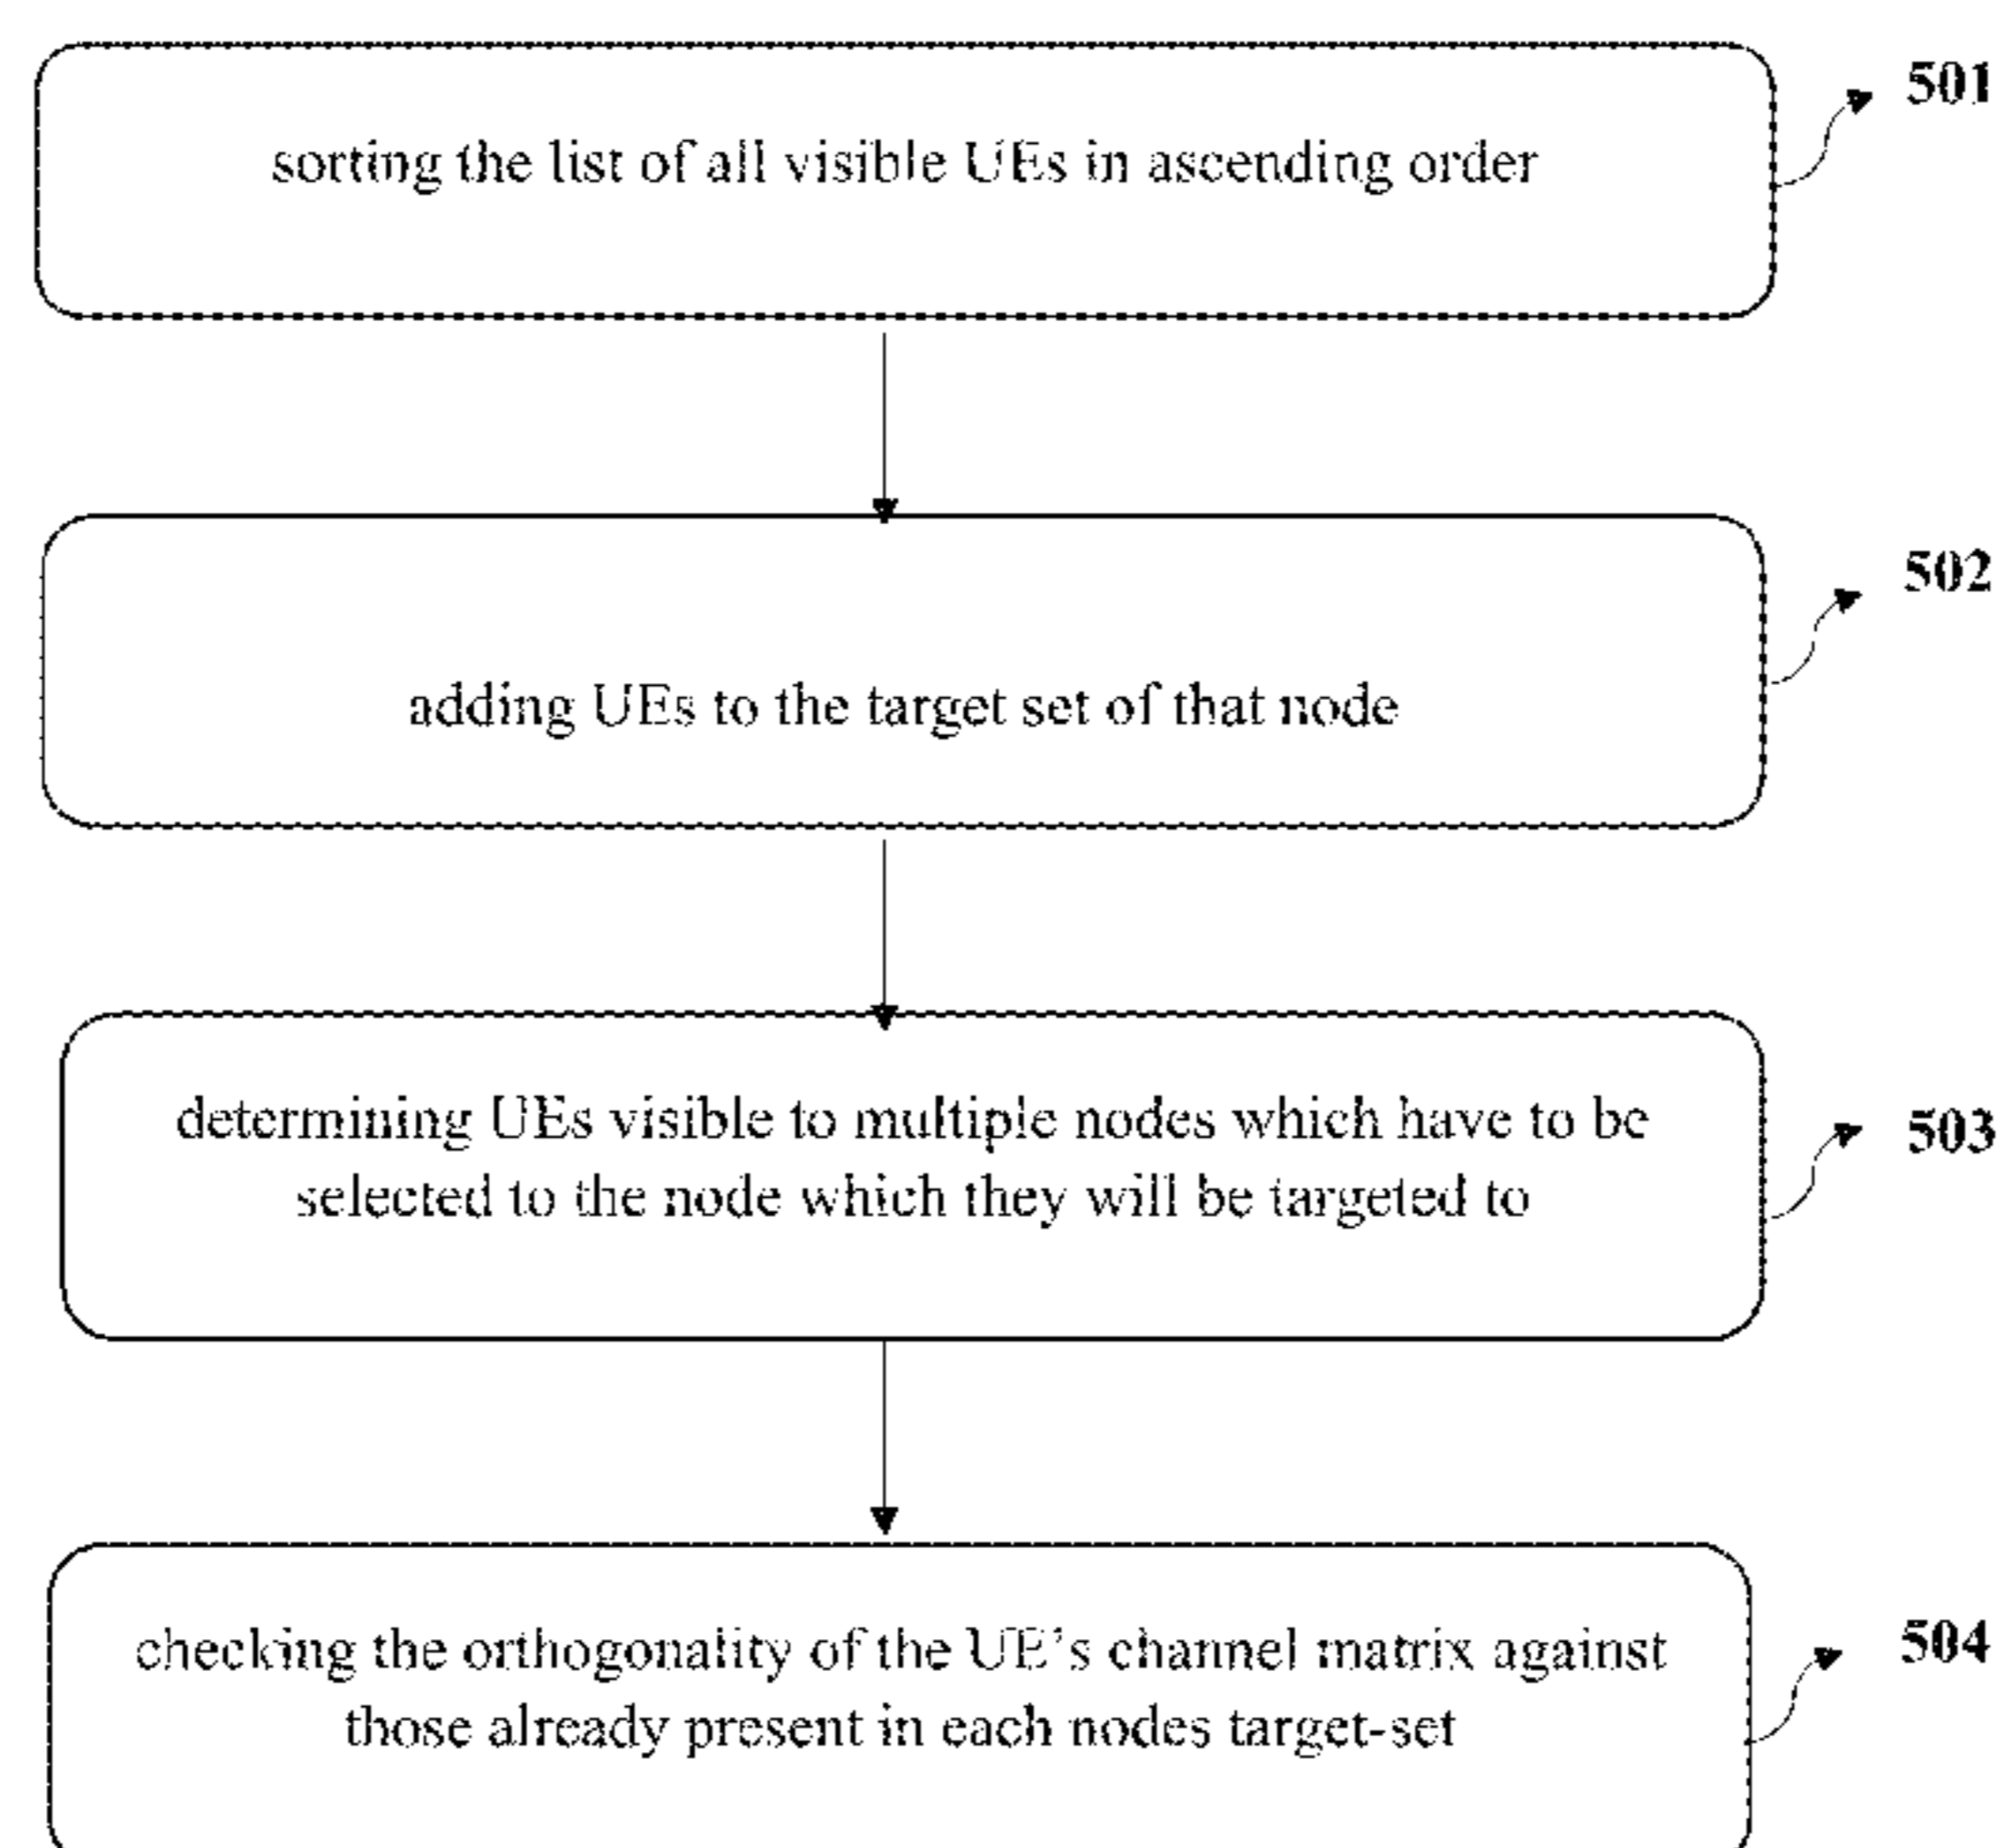 501
sorting the list of all visible UEs in ascending order
502
adding UEs to the target set of that node
determining UEs visible to multiple nodes which have to be
503
selected to the node which they will be targeted to
504
checking the orthogonality of the UE's channel matrix against
those already present in each nodes target-set